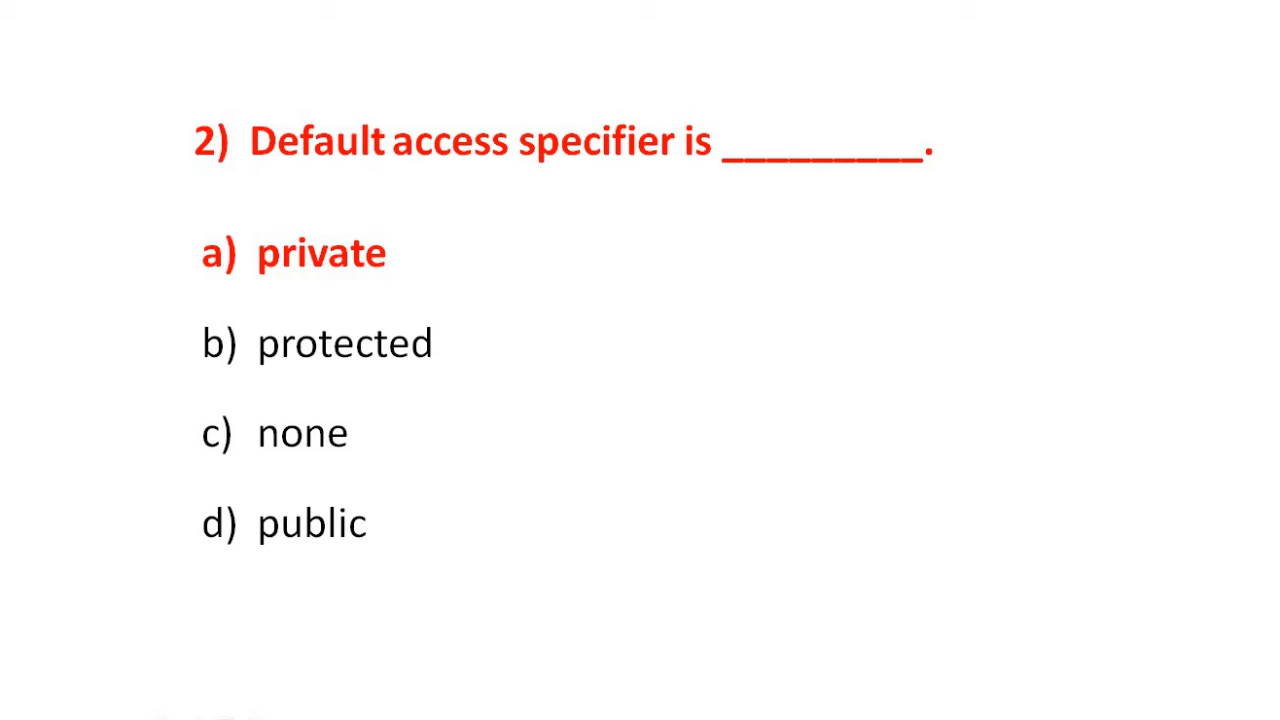 2) Default access specifier is _________.
a) private
b) protected
c) none
d) public